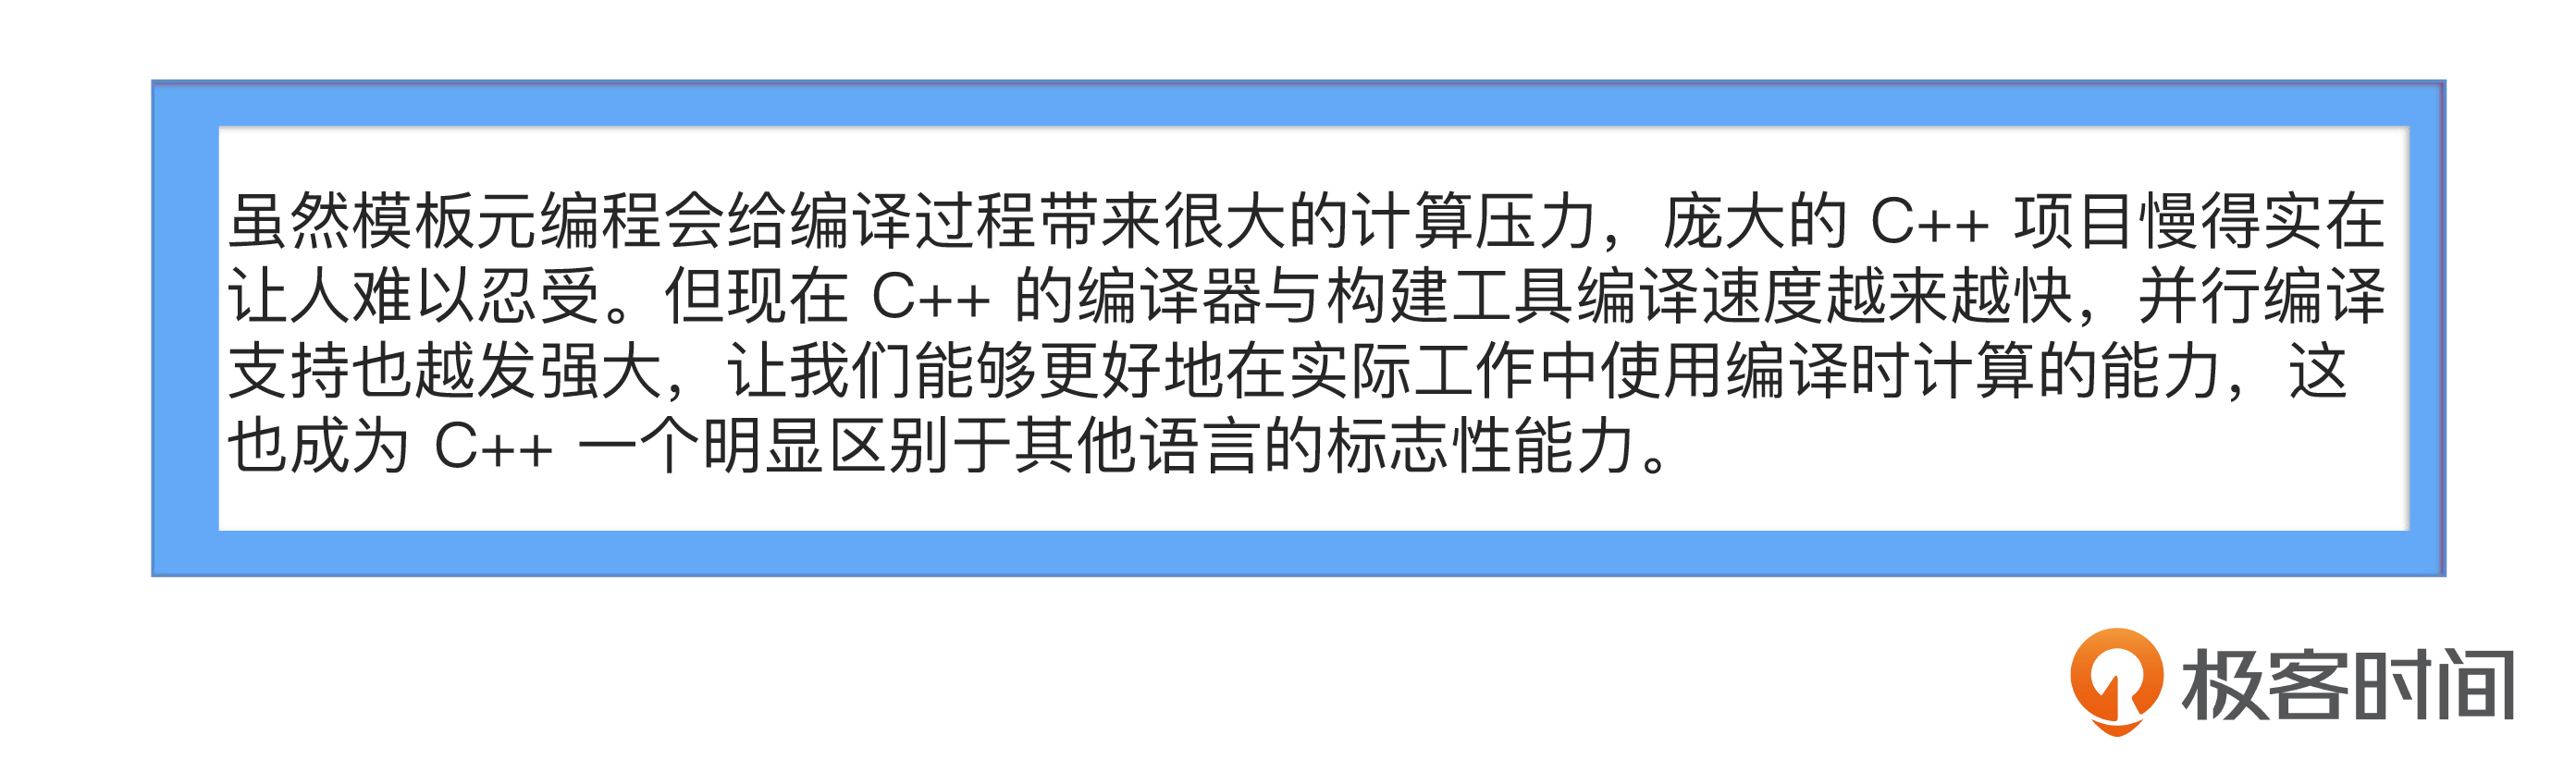 虽然模板元编程会给编译过程带来很大的计算压力，庞大的 C++ 项目慢得实在
让人难以忍受。但现在 C++ 的编译器与构建工具编译速度越来越快，并行编译
支持也越发强大，让我们能够更好地在实际工作中使用编译时计算的能力，这
也成为 C++ 一个明显区别于其他语言的标志性能力。
极客时间